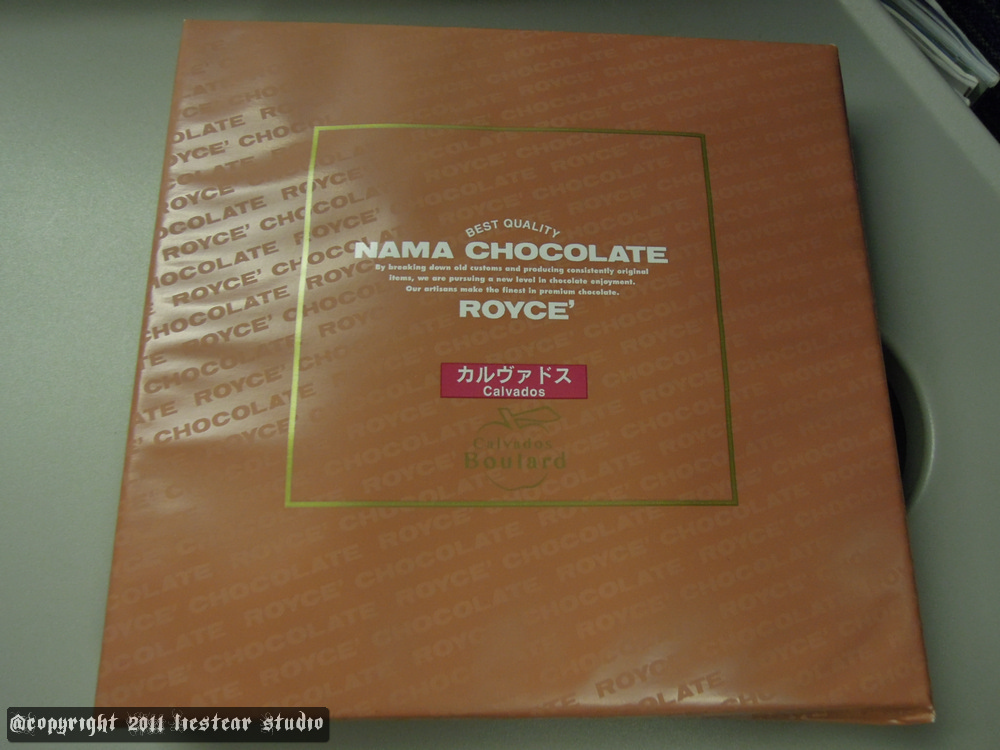 BEST QUALITY
NAMA CHOCOLATE
By breaking down old customs and producing consistently original
items, we are pursuing a new level in chocolate enjoyment.
Our artisans make the finest in premium chocolate.
ROYCE'
カルヴァドス
Calvados
Calvados
Boulard
ROYCE' CHOCOLATE
@copyright 2011 liestear studio